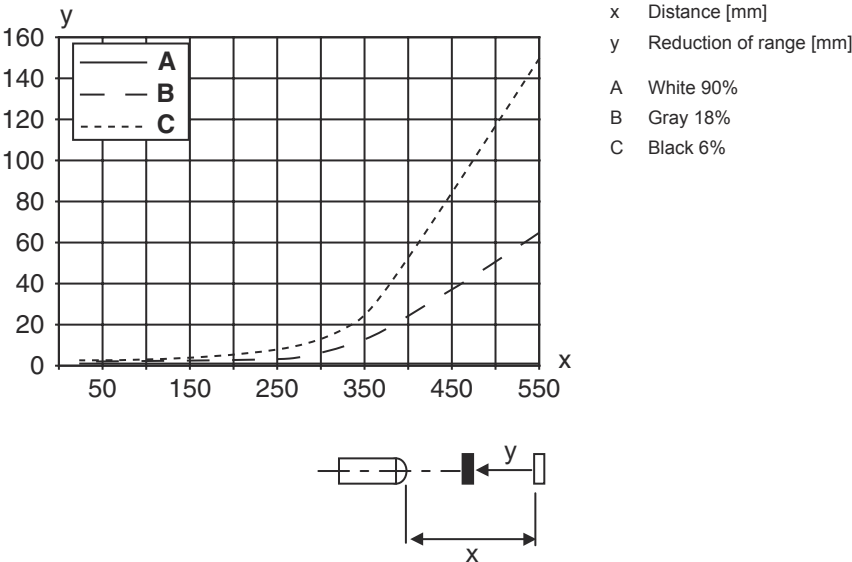 y
160
140
120
100
80
60
40
20
0
A
B
C
x
50 150 250 350 450 550
x Distance [mm]
y Reduction of range [mm]
A White 90%
B Gray 18%
C Black 6%
y
x